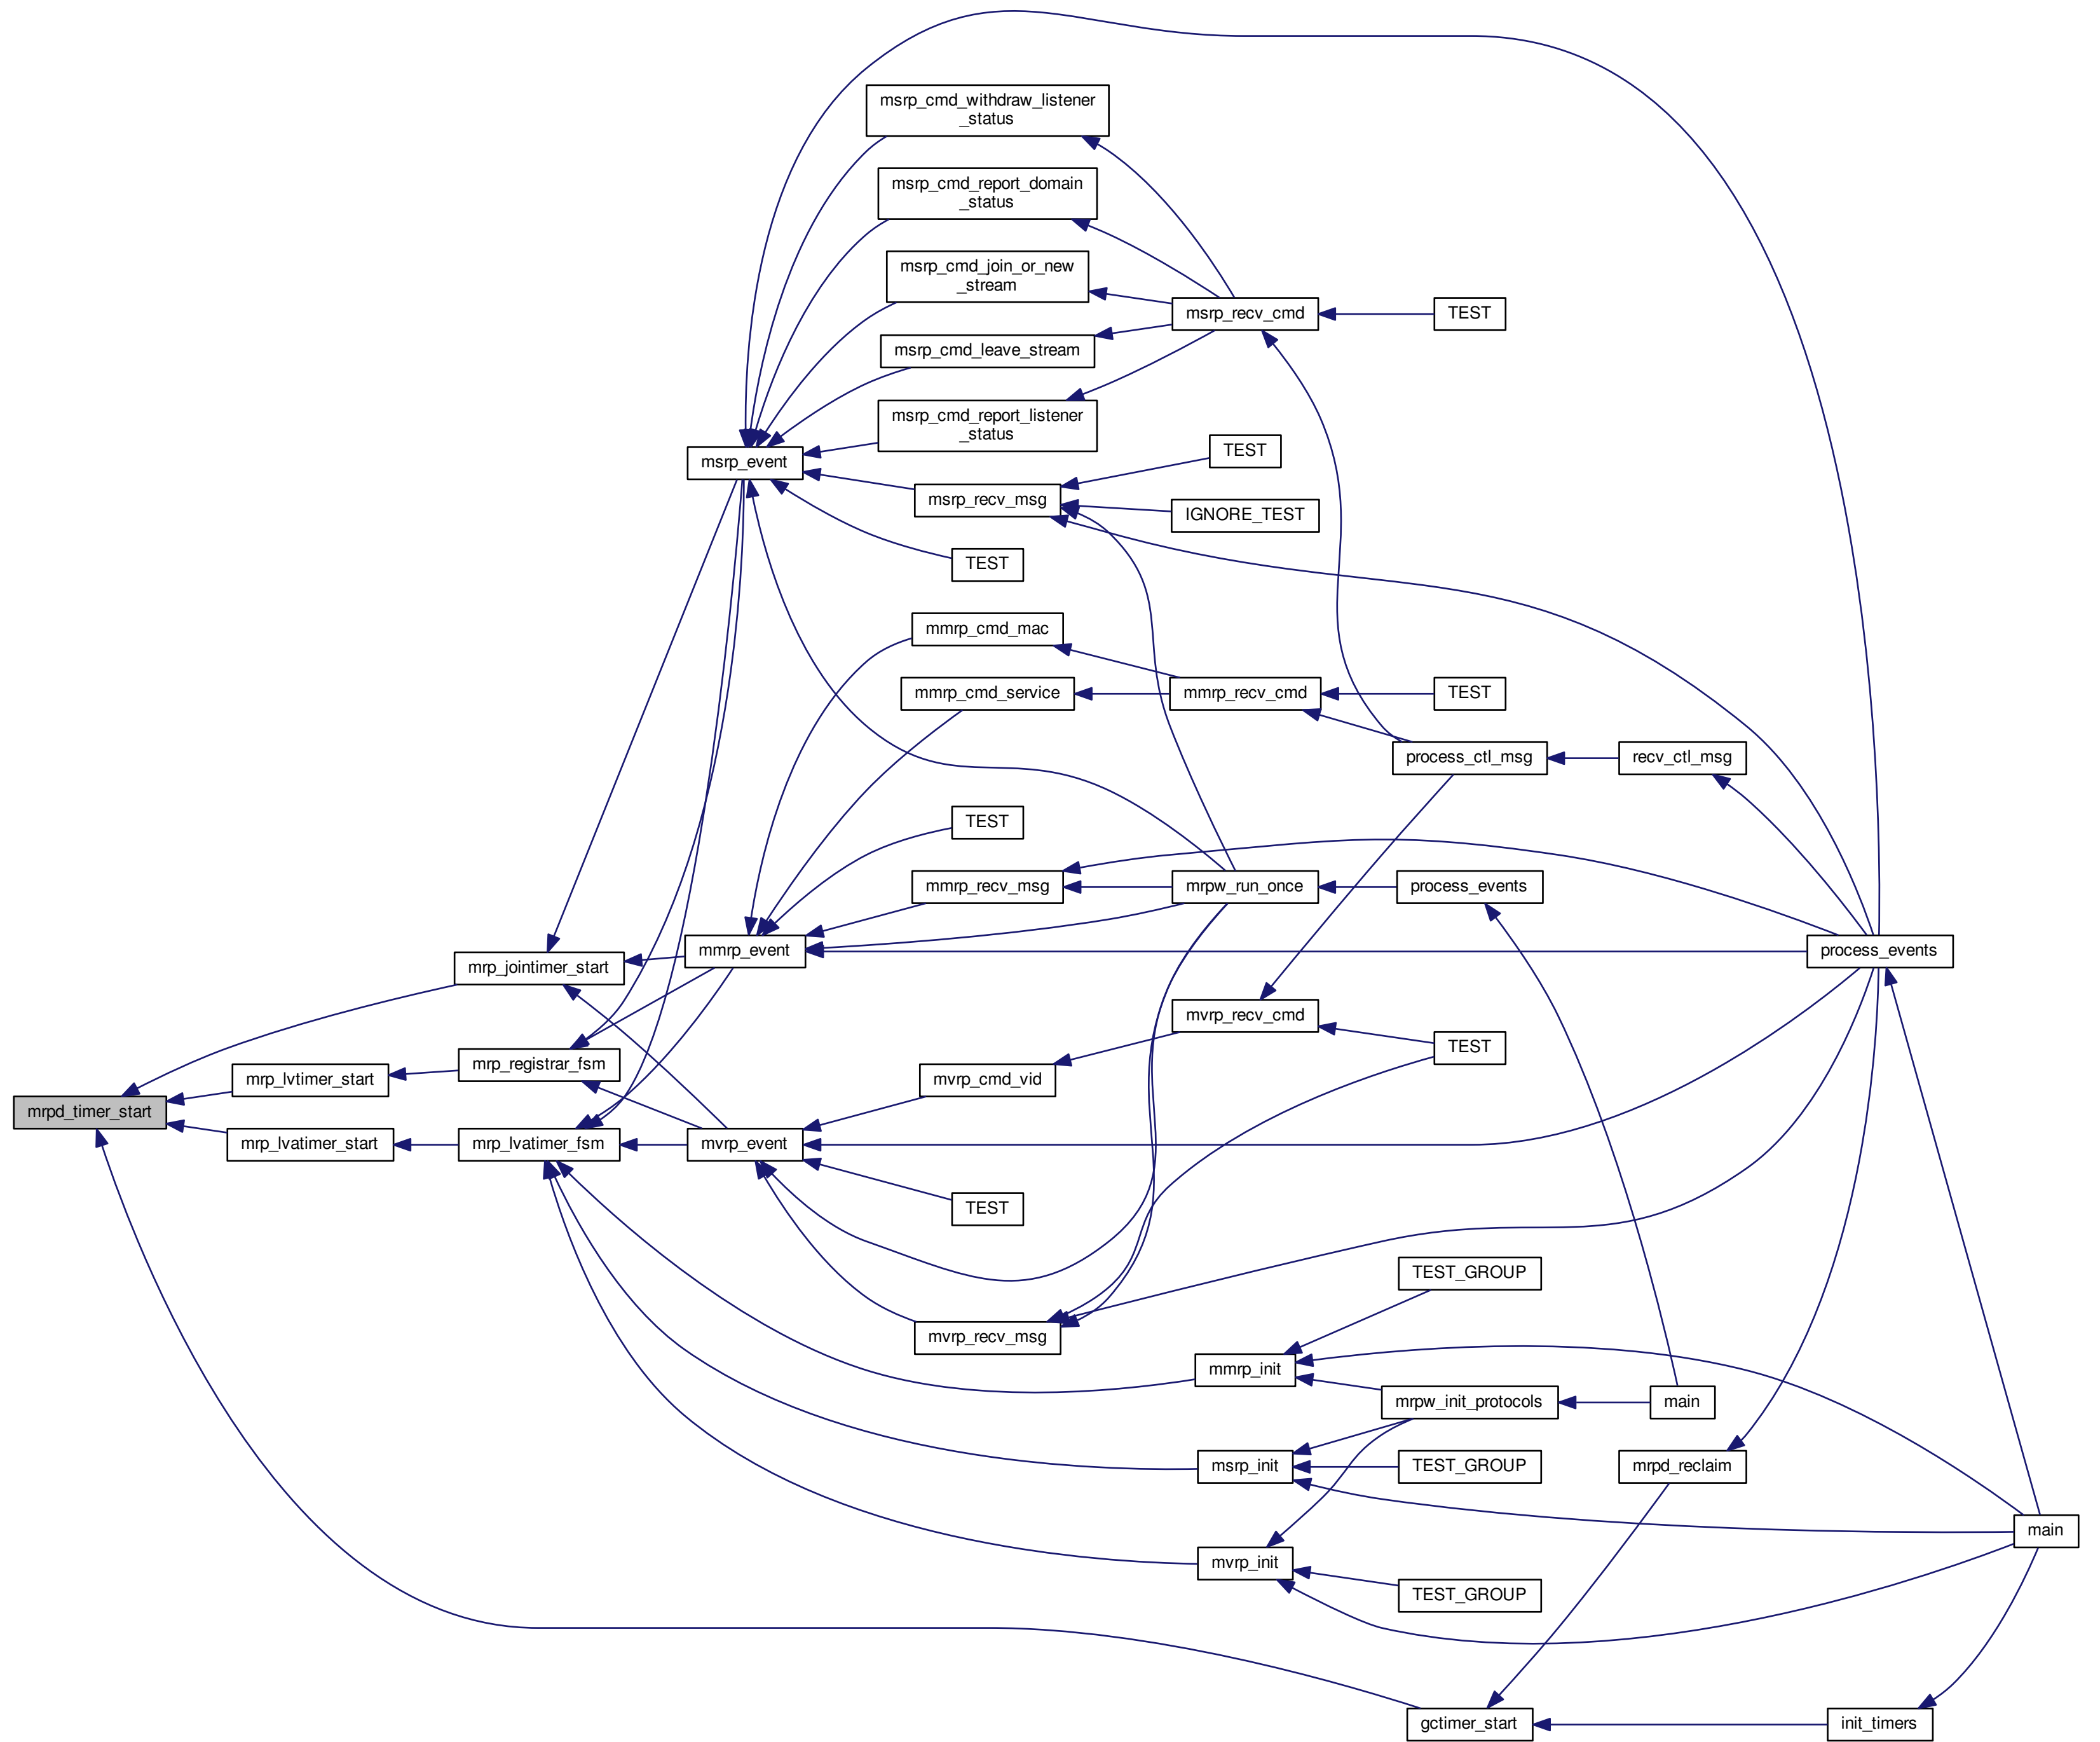 msrp_cmd_withdraw_listener
_status
msrp_cmd_report_domain
_status
msrp_cmd_join_or_new
_stream
msrp_recv_cmd
TEST
msrp_cmd_leave_stream
msrp_cmd_report_listener
_status
TEST
msrp_event
msrp_recv_msg
IGNORE_TEST
TEST
mmrp_cmd_mac
mmrp_cmd_service
mmrp_recv_cmd
TEST
process_ctl_msg
recv_ctl_msg
TEST
mmrp_recv_msg
mrpw_run_once
process_events
mmrp_event
process_events
mrp_jointimer_start
mvrp_recv_cmd
TEST
mrp_registrar_fsm
mrp_lvtimer_start
mvrp_cmd_vid
mrpd_timer_start
mrp_lvatimer_start
mrp_lvatimer_fsm
mvrp_event
TEST
TEST_GROUP
mvrp_recv_msg
mmrp_init
mrpw_init_protocols
main
msrp_init
TEST_GROUP
mrpd_reclaim
main
mvrp_init
TEST_GROUP
gctimer_start
init_timers